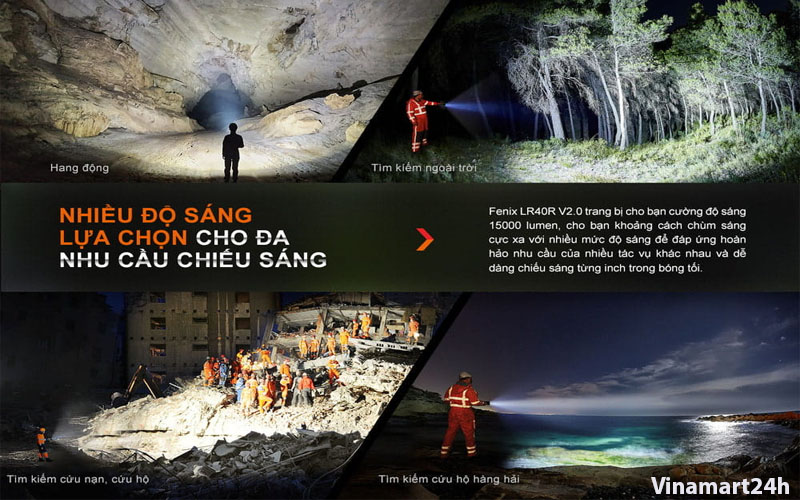 Hang động
Tìm kiếm ngoài trời
NHIỀU ĐỘ SÁNG
LỰA CHỌN CHO ĐA
NHU CẦU CHIẾU SÁNG
Fenix LR40R V2.0 trang bị cho bạn cường độ sáng
15000 lumen, cho bạn khoảng cách chùm sáng
cực xa với nhiều mức độ sáng để đáp ứng hoàn
hảo nhu cầu của nhiều tác vụ khác nhau và dễ
dàng chiếu sáng từng inch trong bóng tối.
Tìm kiếm cứu nạn, cứu hộ
Tìm kiếm cứu hộ hàng hải
Vinamart24h